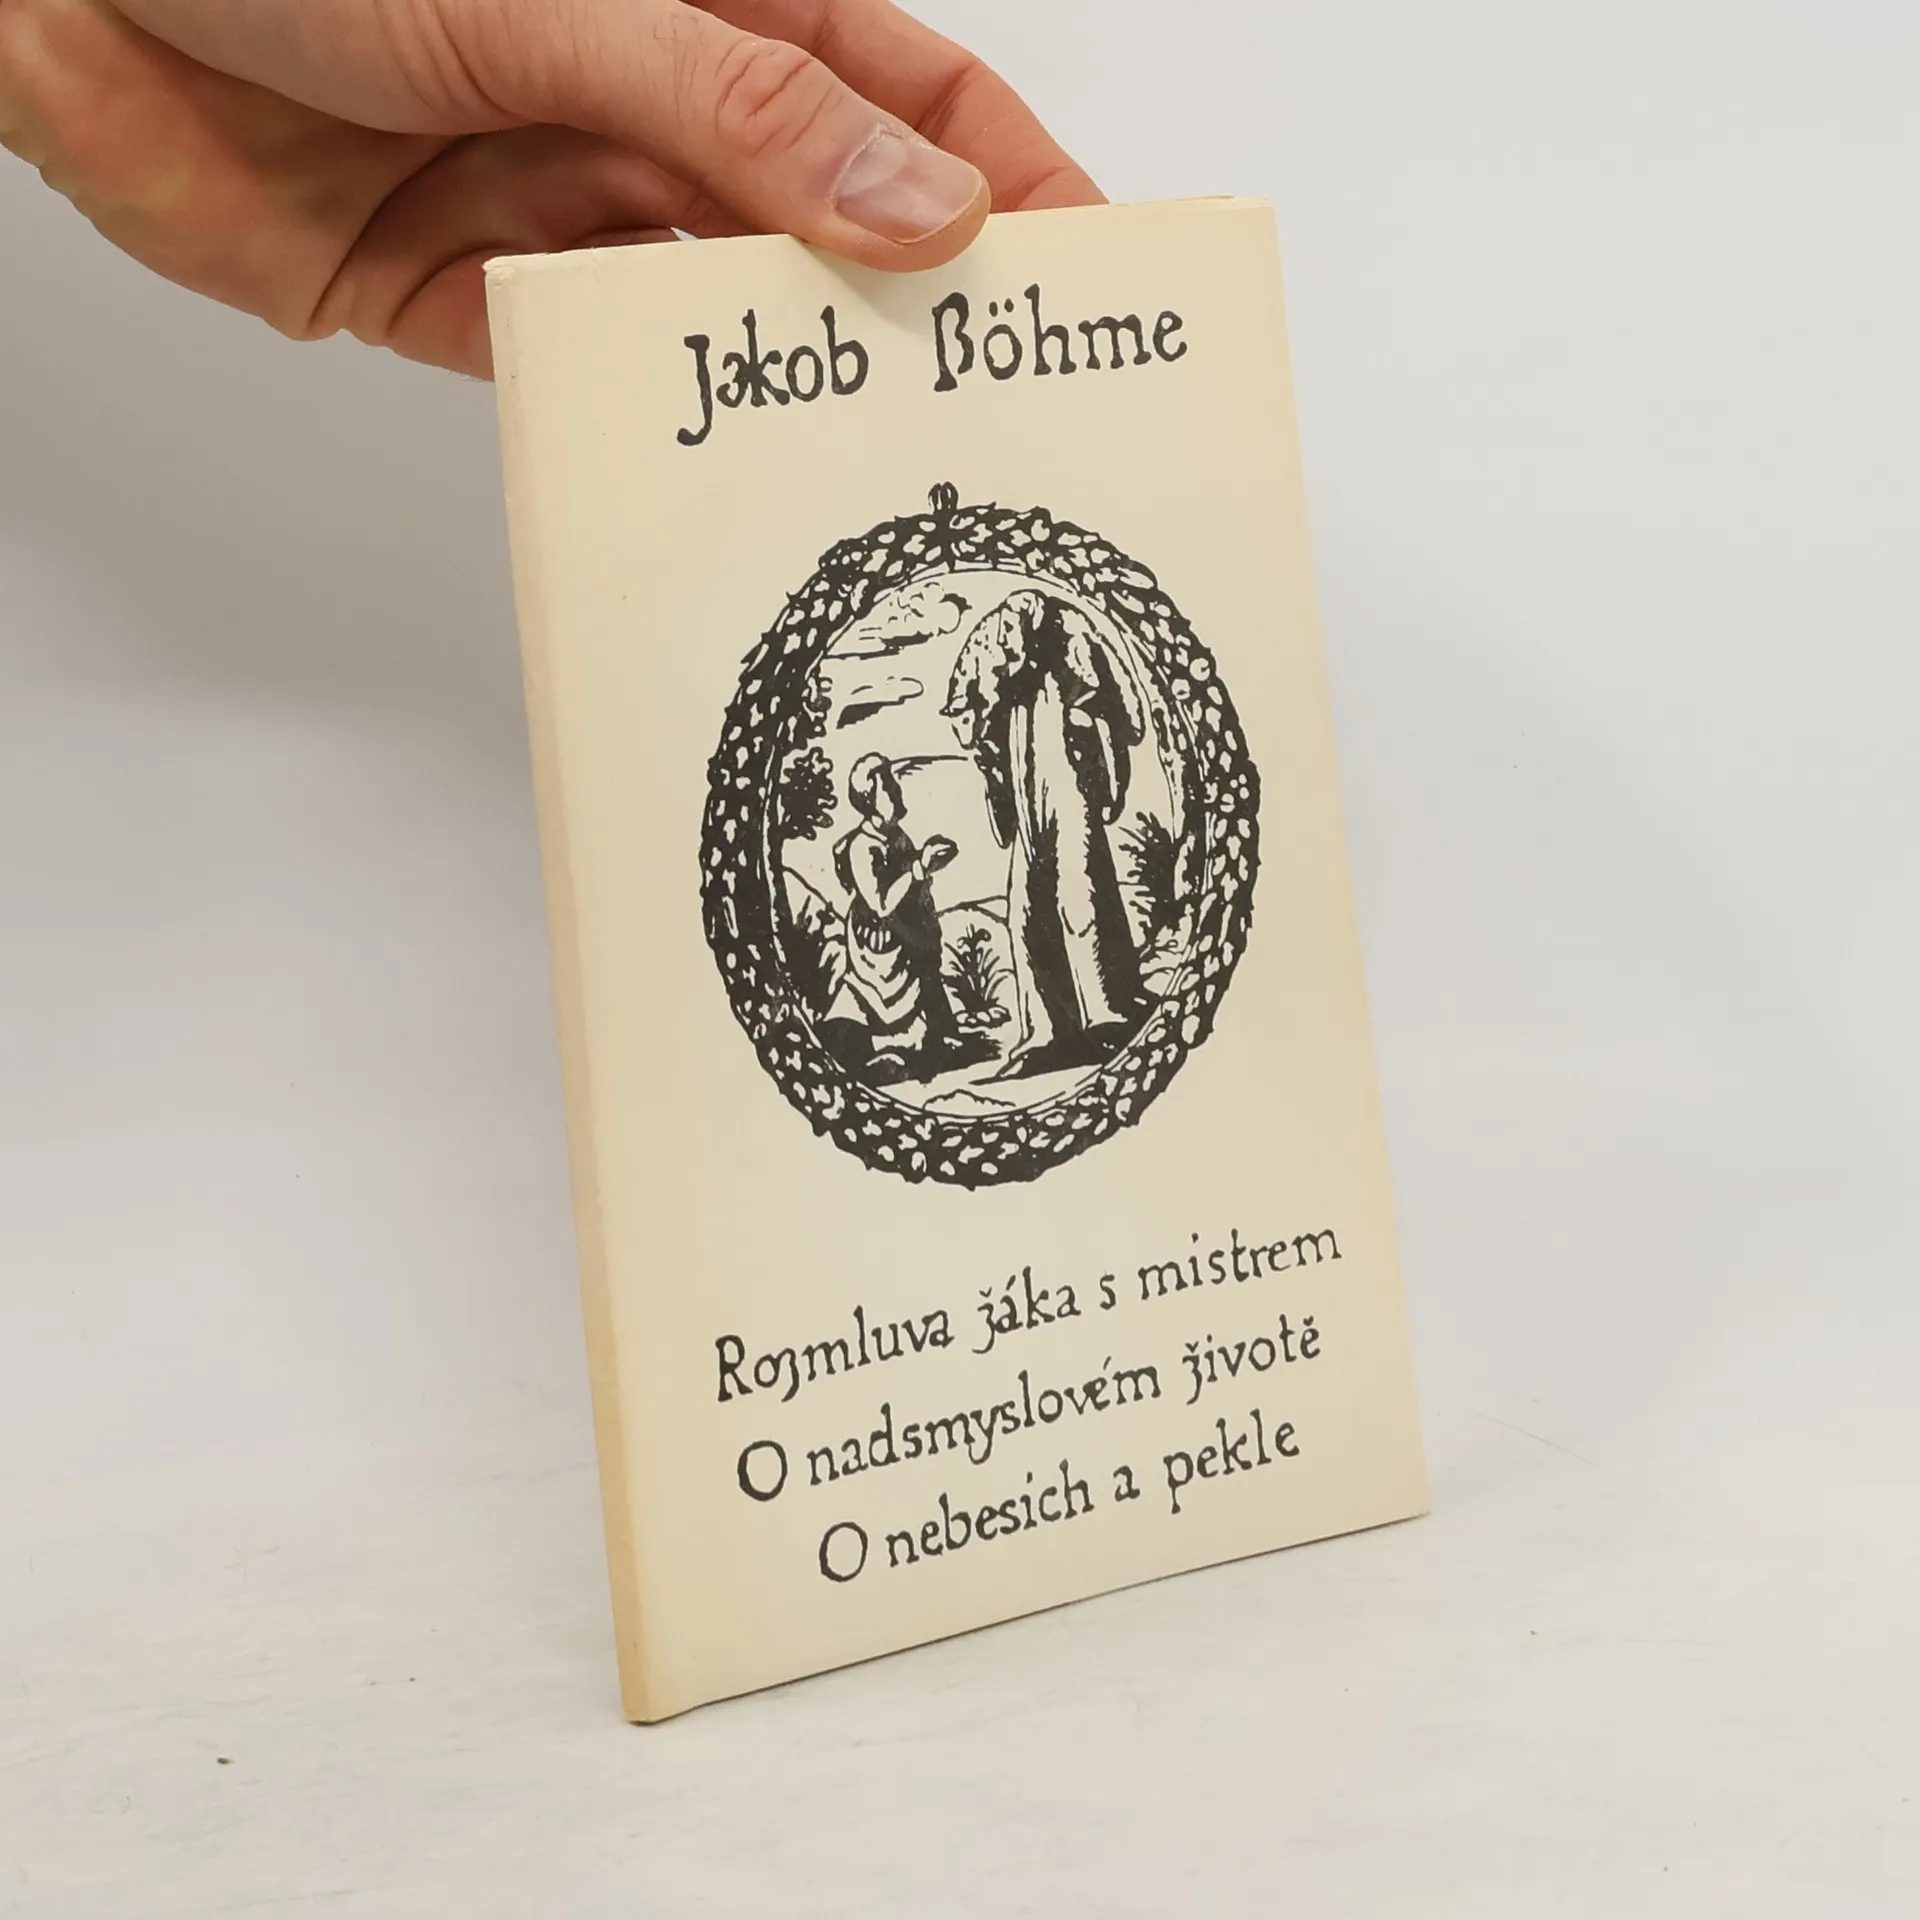 Jakob Böhme
Rozmluva žáka s mistrem
O nadsmyslovém životě
O nebesích a pekle